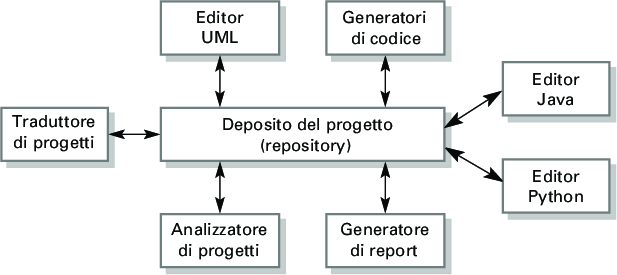 Editor
UML
Generatori
di codice
Editor
Java
Traduttore
di progetti
Deposito del progetto
(repository)
Editor
Python
Analizzatore
di progetti
Generatore
di report